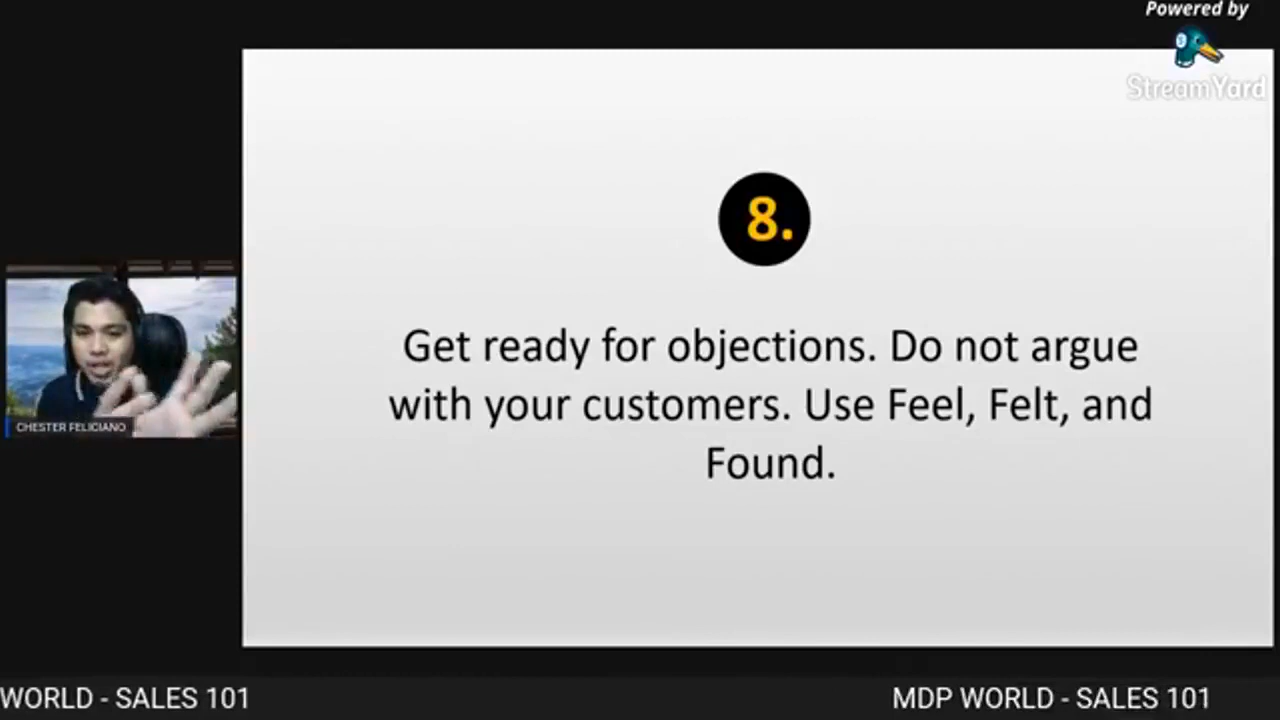 Powered by
StreamYard
8.
Get ready for objections. Do not argue
with your customers. Use Feel, Felt, and
Found.
CHESTER FELICIANO
WORLD - SALES 101
MDP WORLD - SALES 101